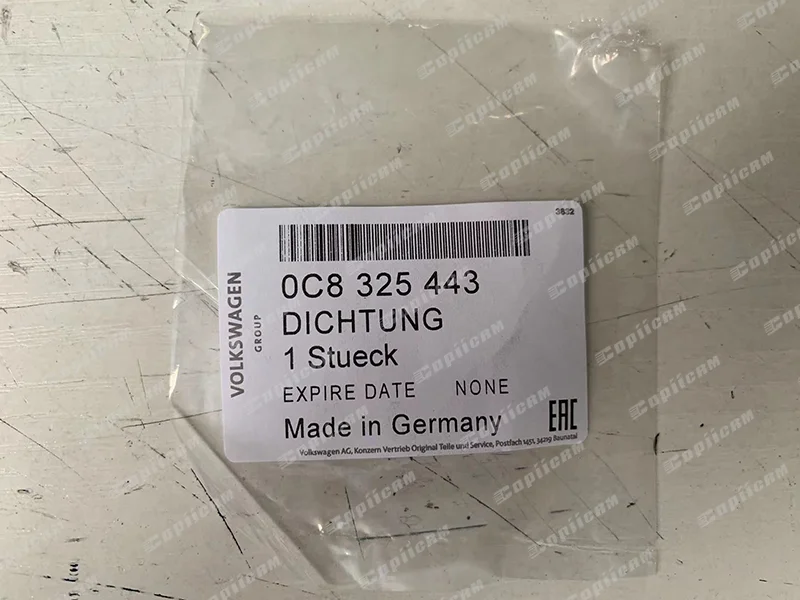 3832
VOLKSWAGEN
GROUP
0C8 325 443
DICHTUNG
1 Stueck
EXPIRE DATE NONE
Made in Germany
EAC
Volkswagen AG, Konzern Vertrieb Original Teile und Service, Postfach 1451, 34219 Baunatal
CopiiCAM